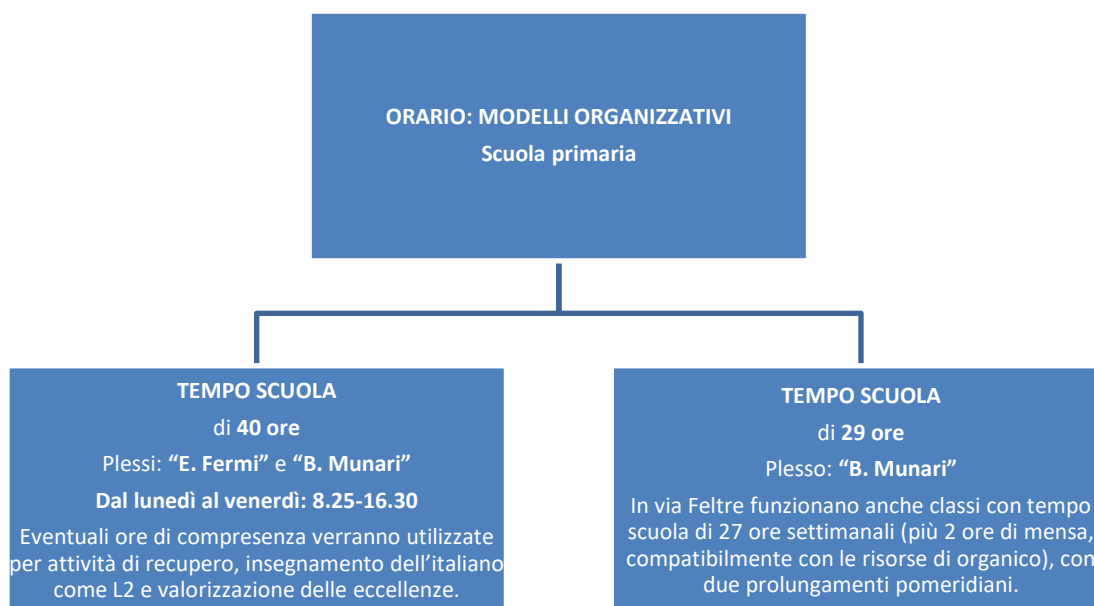 ORARIO: MODELLI ORGANIZZATIVI
Scuola primaria
TEMPO SCUOLA
di 40 ore
Plessi: “E. Fermi” e “B. Munari”
Dal lunedì al venerdì: 8.25-16.30
Eventuali ore di compresenza verranno utilizzate
per attività di recupero, insegnamento dell’italiano
come L2 e valorizzazione delle eccellenze.
TEMPO SCUOLA
di 29 ore
Plesso: “B. Munari”
In via Feltre funzionano anche classi con tempo
scuola di 27 ore settimanali (più 2 ore di mensa,
compatibilmente con le risorse di organico), con
due prolungamenti pomeridiani.